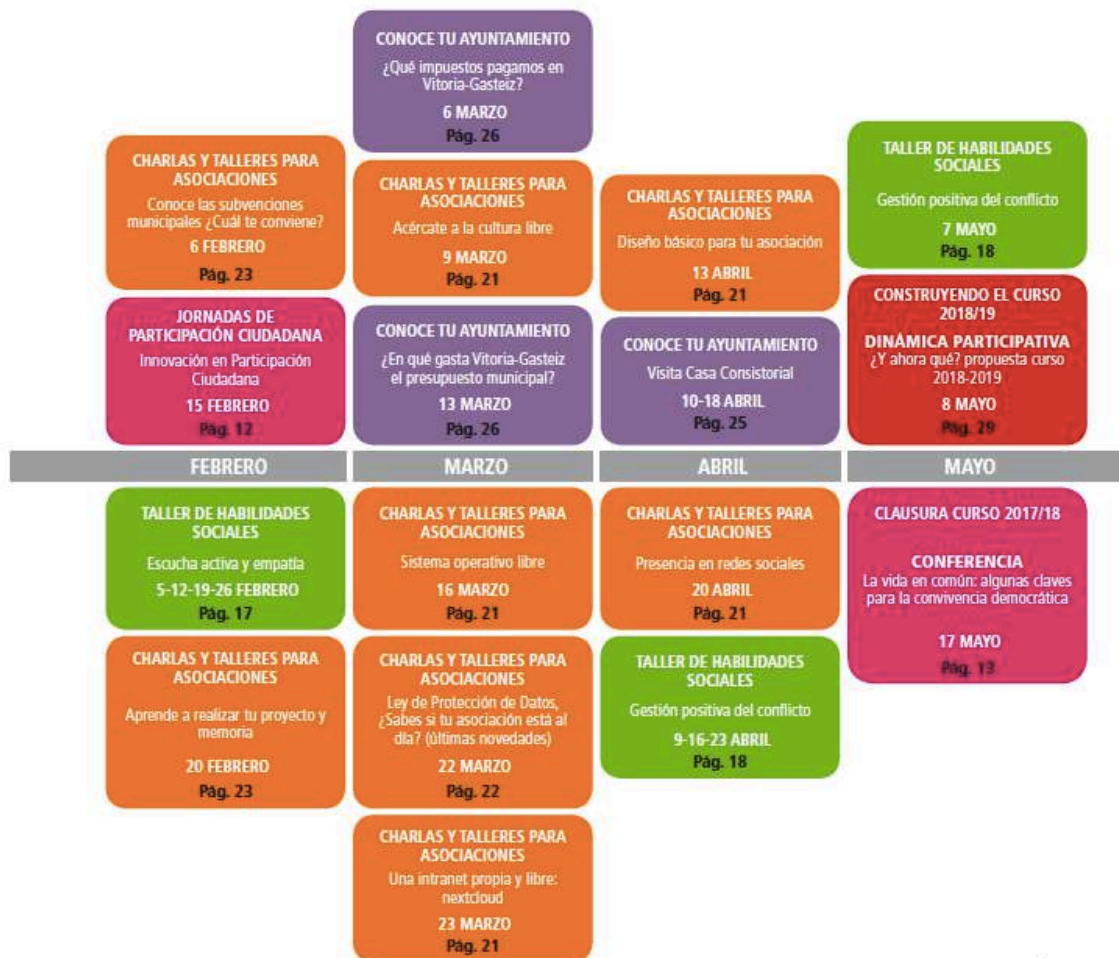 CONOCE TU AYUNTAMIENTO
¿Qué impuestos pagamos en
Vitoria-Gasteiz?
6 MARZO
Pág. 26
CHARLAS Y TALLERES PARA
ASOCIACIONES
Conoce las subvenciones
municipales ¿Cuál te conviene?
6 FEBRERO
Pág. 23
CHARLAS Y TALLERES PARA
ASOCIACIONES
Acércate a la cultura libre
9 MARZO
Pág. 21
CHARLAS Y TALLERES PARA
ASOCIACIONES
Diseño básico para tu asociación
13 ABRIL
Pág. 21
TALLER DE HABILIDADES
SOCIALES
Gestión positiva del conflicto
7 MAYO
Pág. 18
JORNADAS DE
PARTICIPACIÓN CIUDADANA
Innovación en Participación
Ciudadana
15 FEBRERO
Pág. 12
CONOCE TU AYUNTAMIENTO
¿En qué gasta Vitoria-Gasteiz
el presupuesto municipal?
13 MARZO
Pág. 26
CONOCE TU AYUNTAMIENTO
Visita Casa Consistorial
10-18 ABRIL
Pág. 25
CONSTRUYENDO EL CURSO
2018/19
DINÁMICA PARTICIPATIVA
¿Y ahora qué? propuesta curso
2018-2019
8 MAYO
Pág. 29
FEBRERO
MARZO
ABRIL
MAYO
TALLER DE HABILIDADES
SOCIALES
Escucha activa y empatía
5-12-19-26 FEBRERO
Pág. 17
CHARLAS Y TALLERES PARA
ASOCIACIONES
Sistema operativo libre
16 MARZO
Pág. 21
CHARLAS Y TALLERES PARA
ASOCIACIONES
Presencia en redes sociales
20 ABRIL
Pág. 21
CLAUSURA CURSO 2017/18
CONFERENCIA
La vida en común: algunas claves
para la convivencia democrática
17 MAYO
Pág. 13
CHARLAS Y TALLERES PARA
ASOCIACIONES
Aprende a realizar tu proyecto y
memoria
20 FEBRERO
Pág. 23
CHARLAS Y TALLERES PARA
ASOCIACIONES
Ley de Protección de Datos,
¿Sabes si tu asociación está al
día? (últimas novedades)
22 MARZO
Pág. 22
TALLER DE HABILIDADES
SOCIALES
Gestión positiva del conflicto
9-16-23 ABRIL
Pág. 18
CHARLAS Y TALLERES PARA
ASOCIACIONES
Una intranet propia y libre:
nextcloud
23 MARZO
Pág. 21